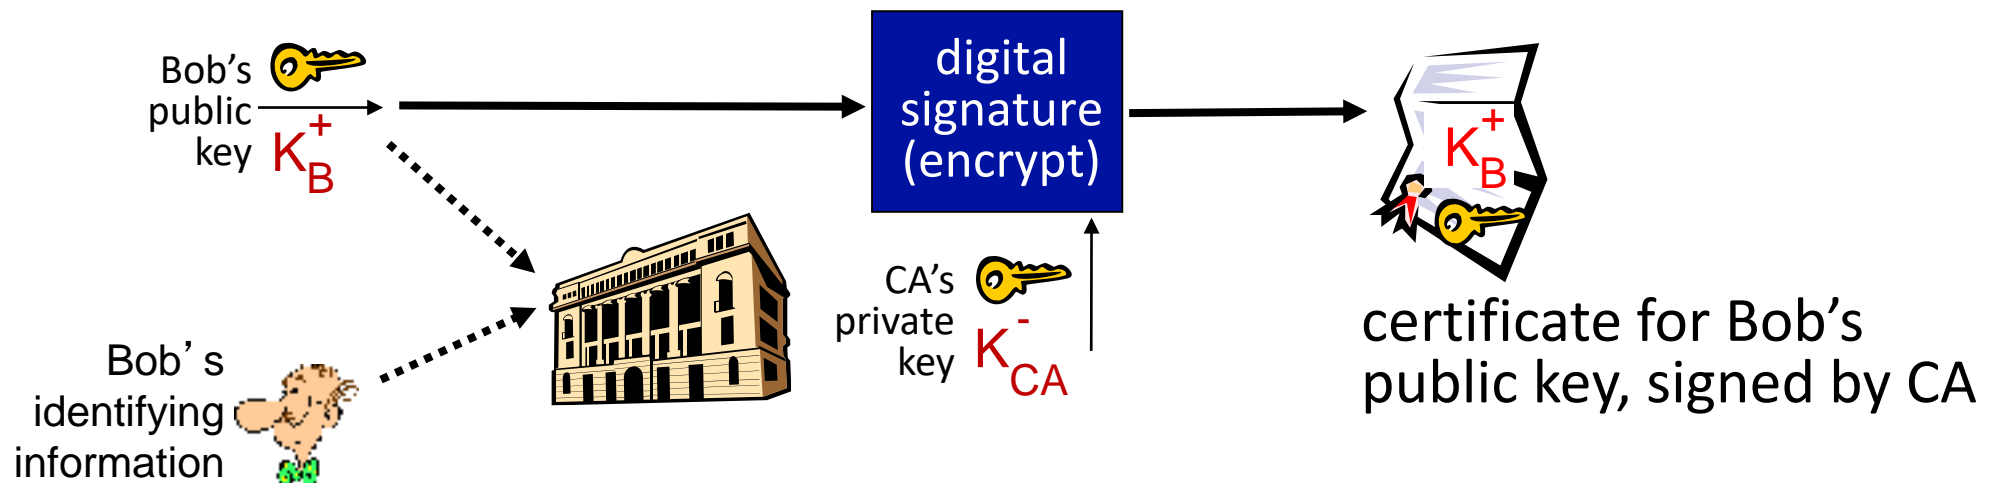 Bob's
public
key
K+B
digital
signature
(encrypt)
K+B
CA's
private
key
K-CA
certificate for Bob's
public key, signed by CA
Bob's
identifying
information